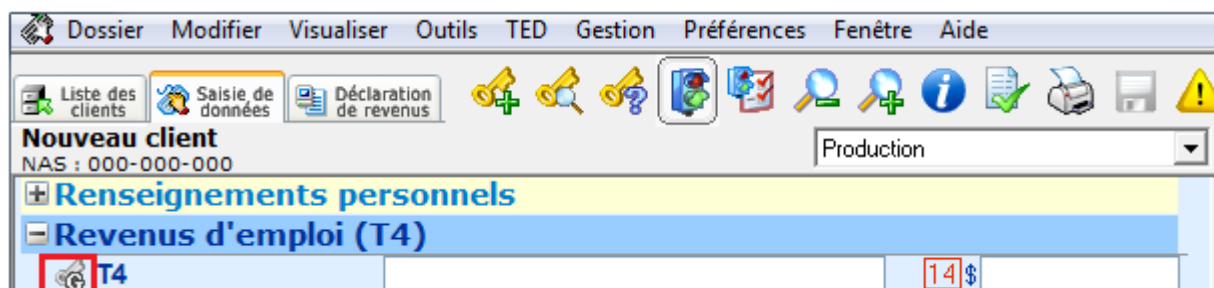 Dossier Modifier Visualiser Outils TED Gestion Préférences Fenêtre Aide
Liste des clients
Saisie de données
Déclaration de revenus
Nouveau client
NAS : 000-000-000
Production
Renseignements personnels
Revenus d'emploi (T4)
T4 14 $